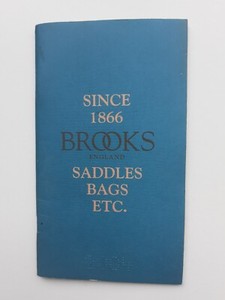 SINCE
1866
BROOKS
ENGLAND
SADDLES
BAGS
ETC.